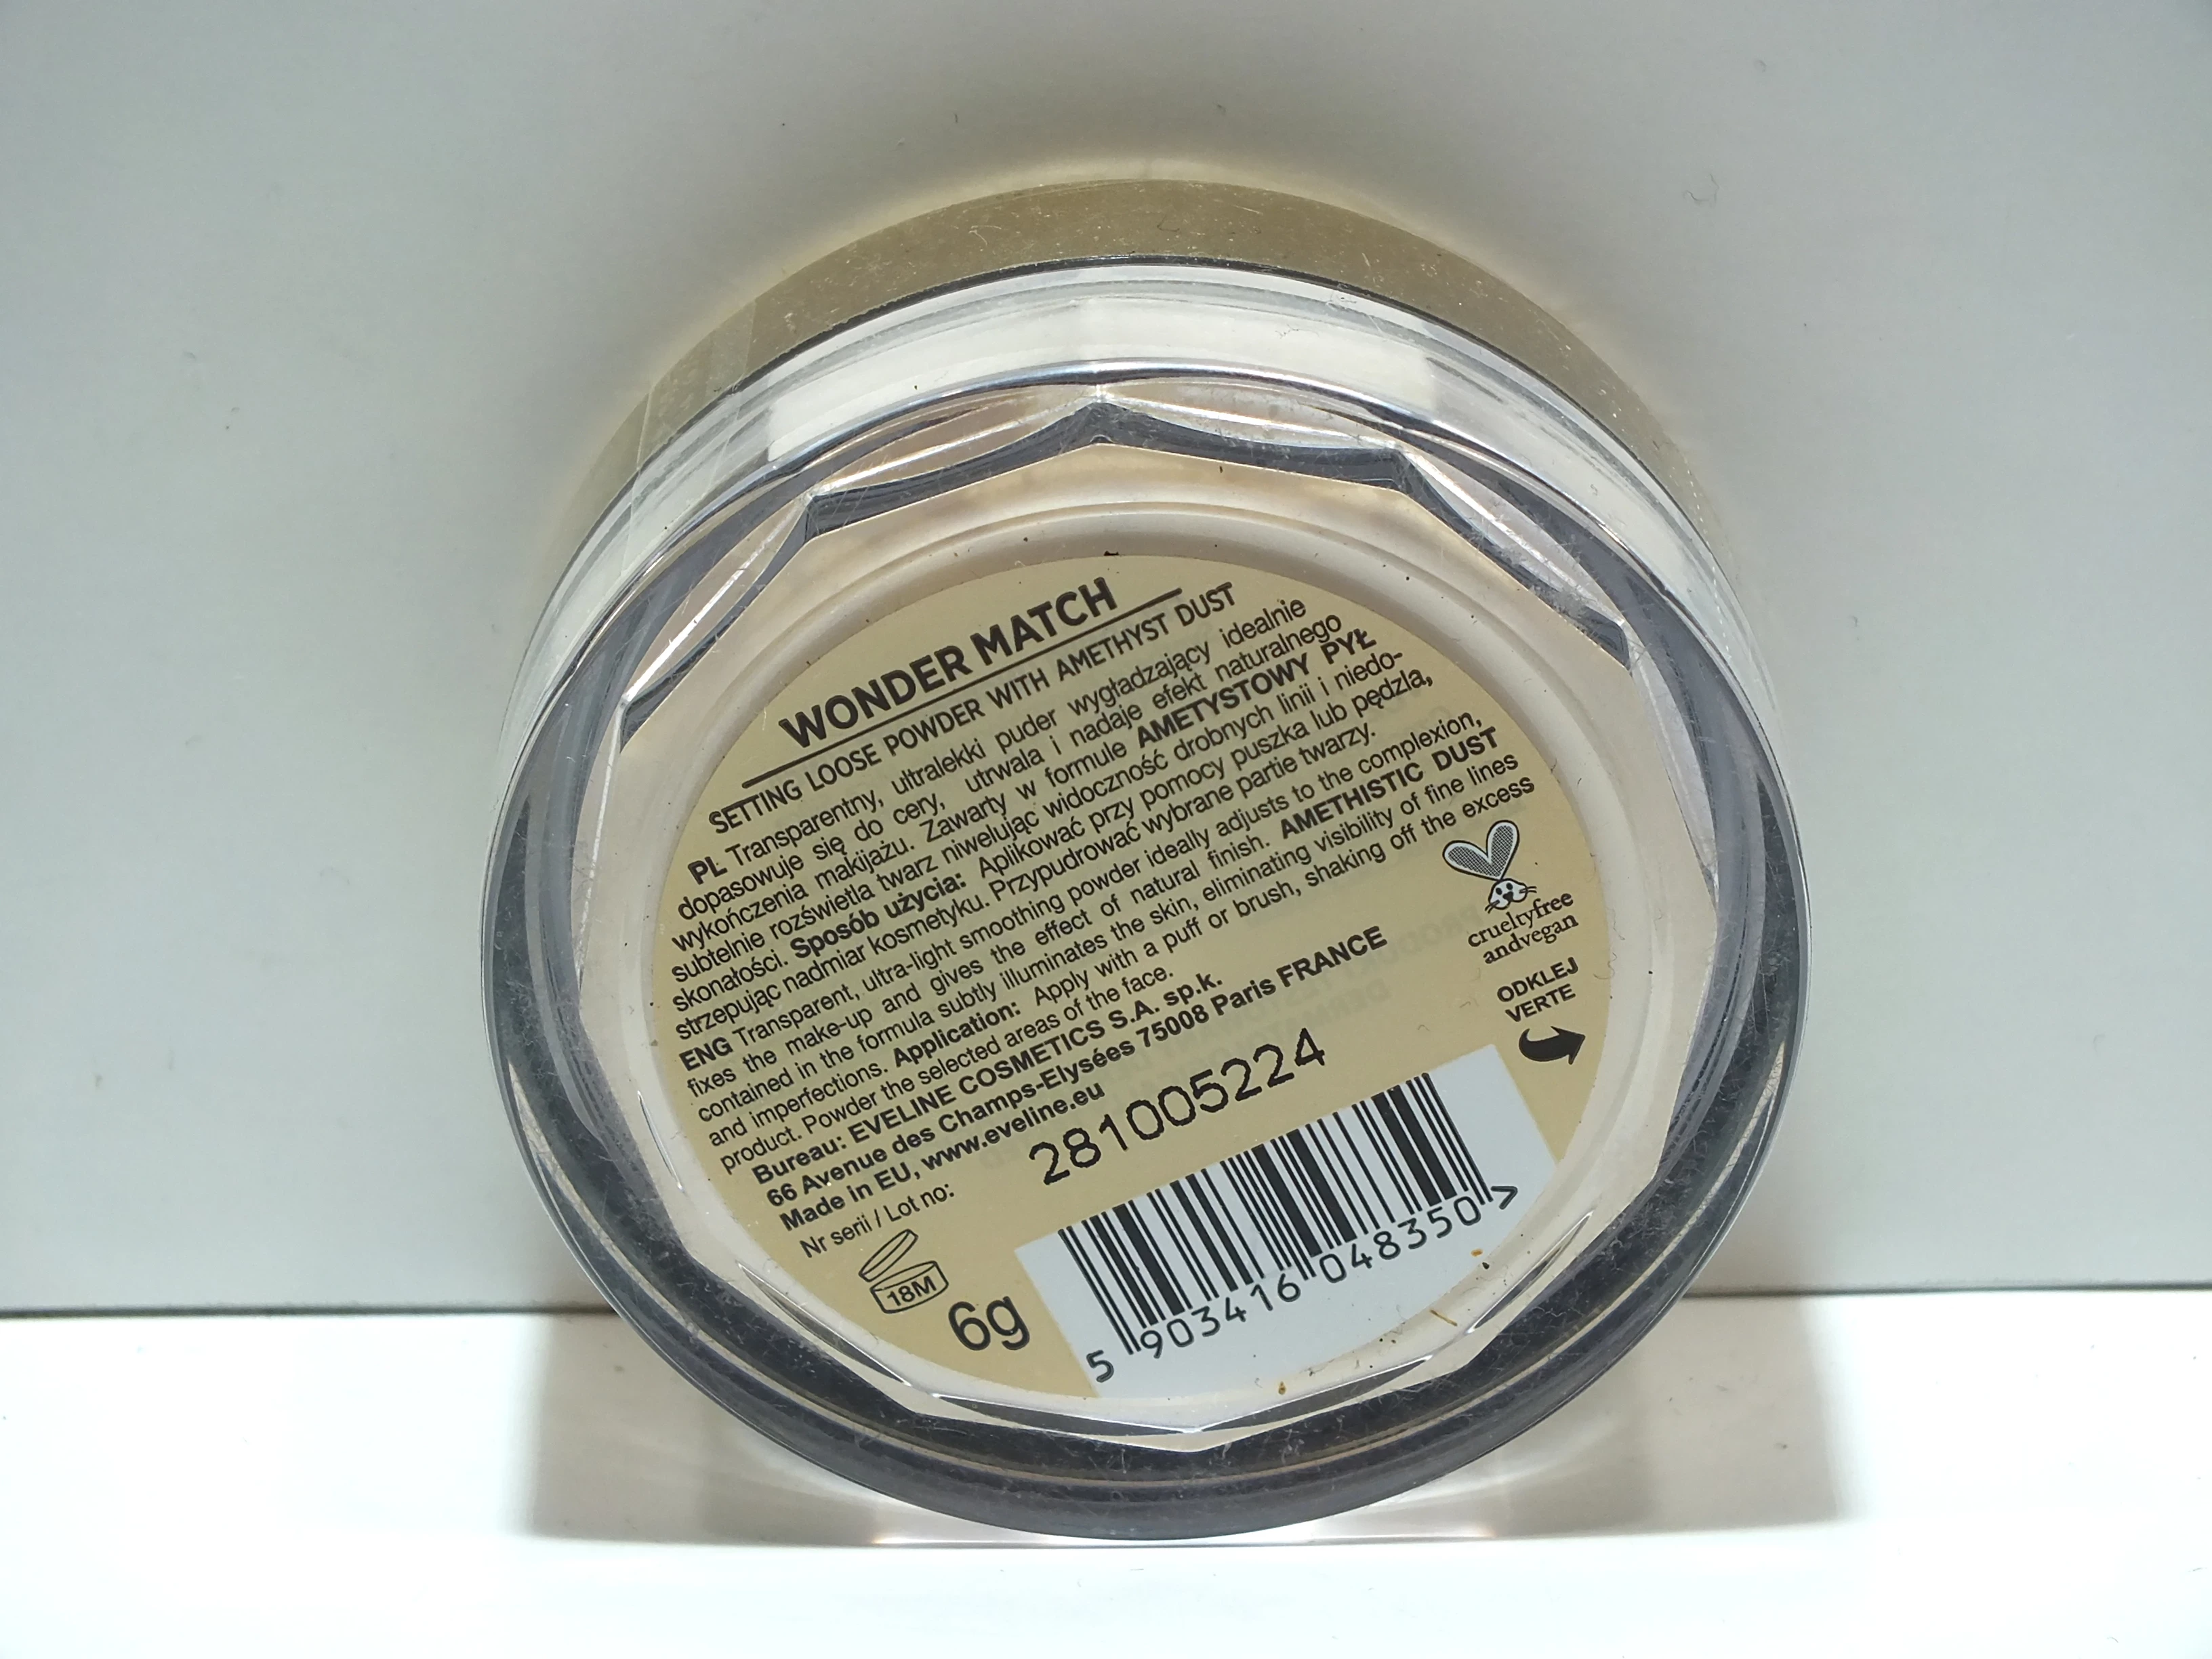 WONDER MATCH
SETTING LOOSE POWDER WITH AMETHYST DUST
PL Transparentny, ultralekki puder wygładzający idealnie
dopasowuje się do cery, utrwala i nadaje efekt naturalnego
wykończenia makijażu. Zawarty w formule AMETYSTOWY PYŁ
subtelnie rozświetla twarz niwelując widoczność drobnych linii i niedo-
skonałości. Sposób użycia: Aplikować przy pomocy puszka lub pędzla,
strzepując nadmiar kosmetyku. Przypudrować wybrane partie twarzy.
ENG Transparent, ultra-light smoothing powder ideally adjusts to the complexion,
fixes the make-up and gives the effect of natural finish. AMETHISTIC DUST
contained in the formula subtly illuminates the skin, eliminating visibility of fine lines
and imperfections. Application: Apply with a puff or brush, shaking off the excess
product. Powder the selected areas of the face.
Bureau: EVELINE COSMETICS S.A. sp.k.
66 Avenue des Champs-Elysées 75008 Paris FRANCE
Made in EU, www.eveline.eu
Nr serii / Lot no:
281005224
crueltyfree
andvegan
ODKLEJ
VERTE
18M
6g
5 903416 048350 >